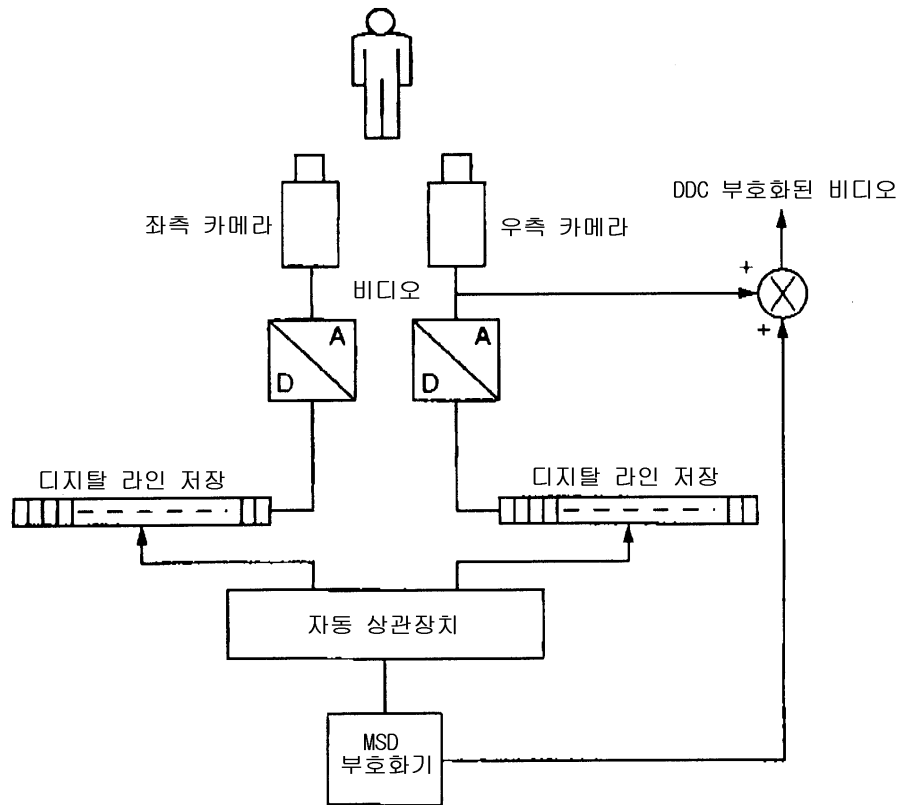 DDC 부호화된 비디오
좌측 카메라
우측 카메라
비디오
+
+
A
D
A
D
디지탈 라인 저장
디지탈 라인 저장
자동 상관장치
MSD
부호화기